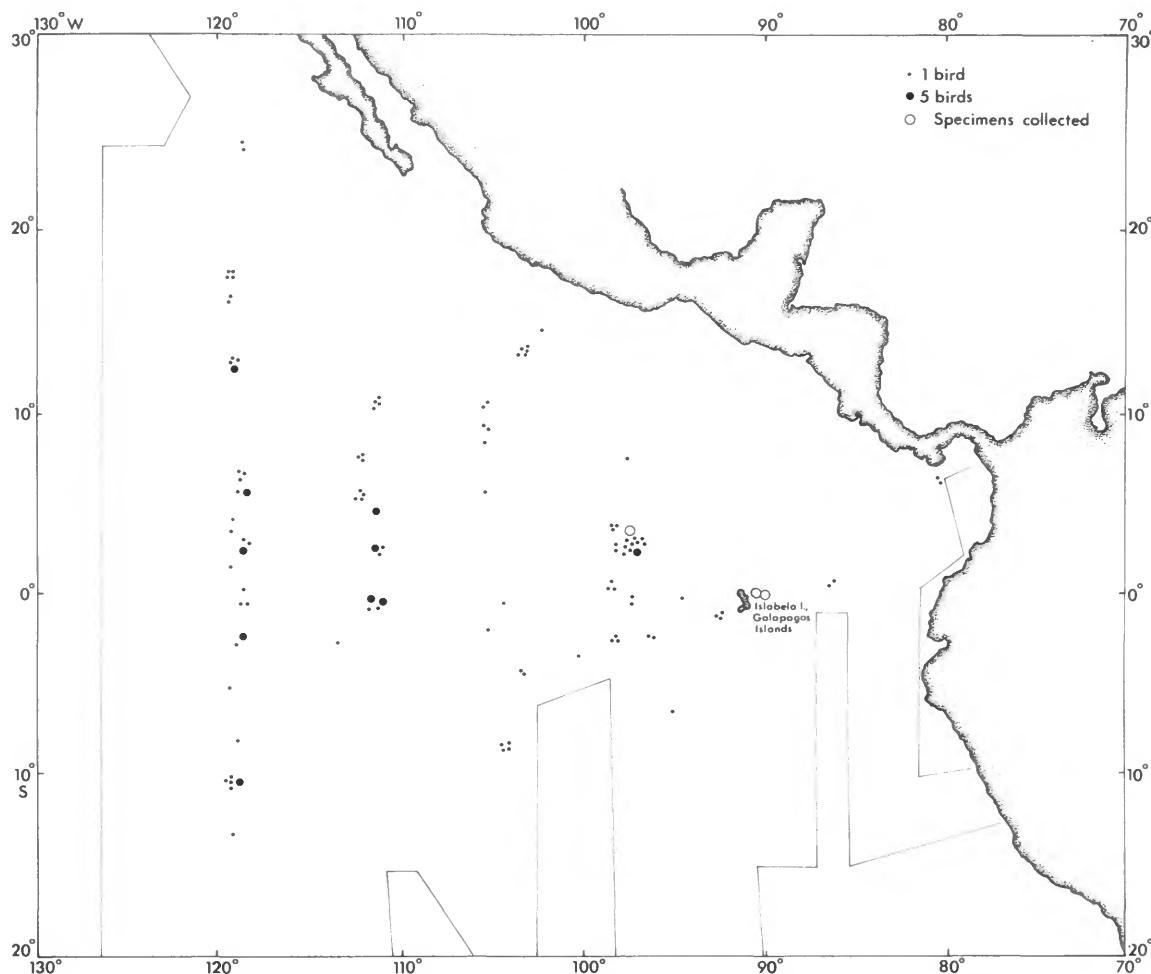 130° W 120° 110° 100° 90° 80° 70°
30° 30°
• 1 bird
● 5 birds
○ Specimens collected
20° 20°
10° 10°
0° 0°
Islabela I.,
Galapagos
Islands
10° 10°
S
20° 20°
130° 120° 110° 100° 90° 80° 70°